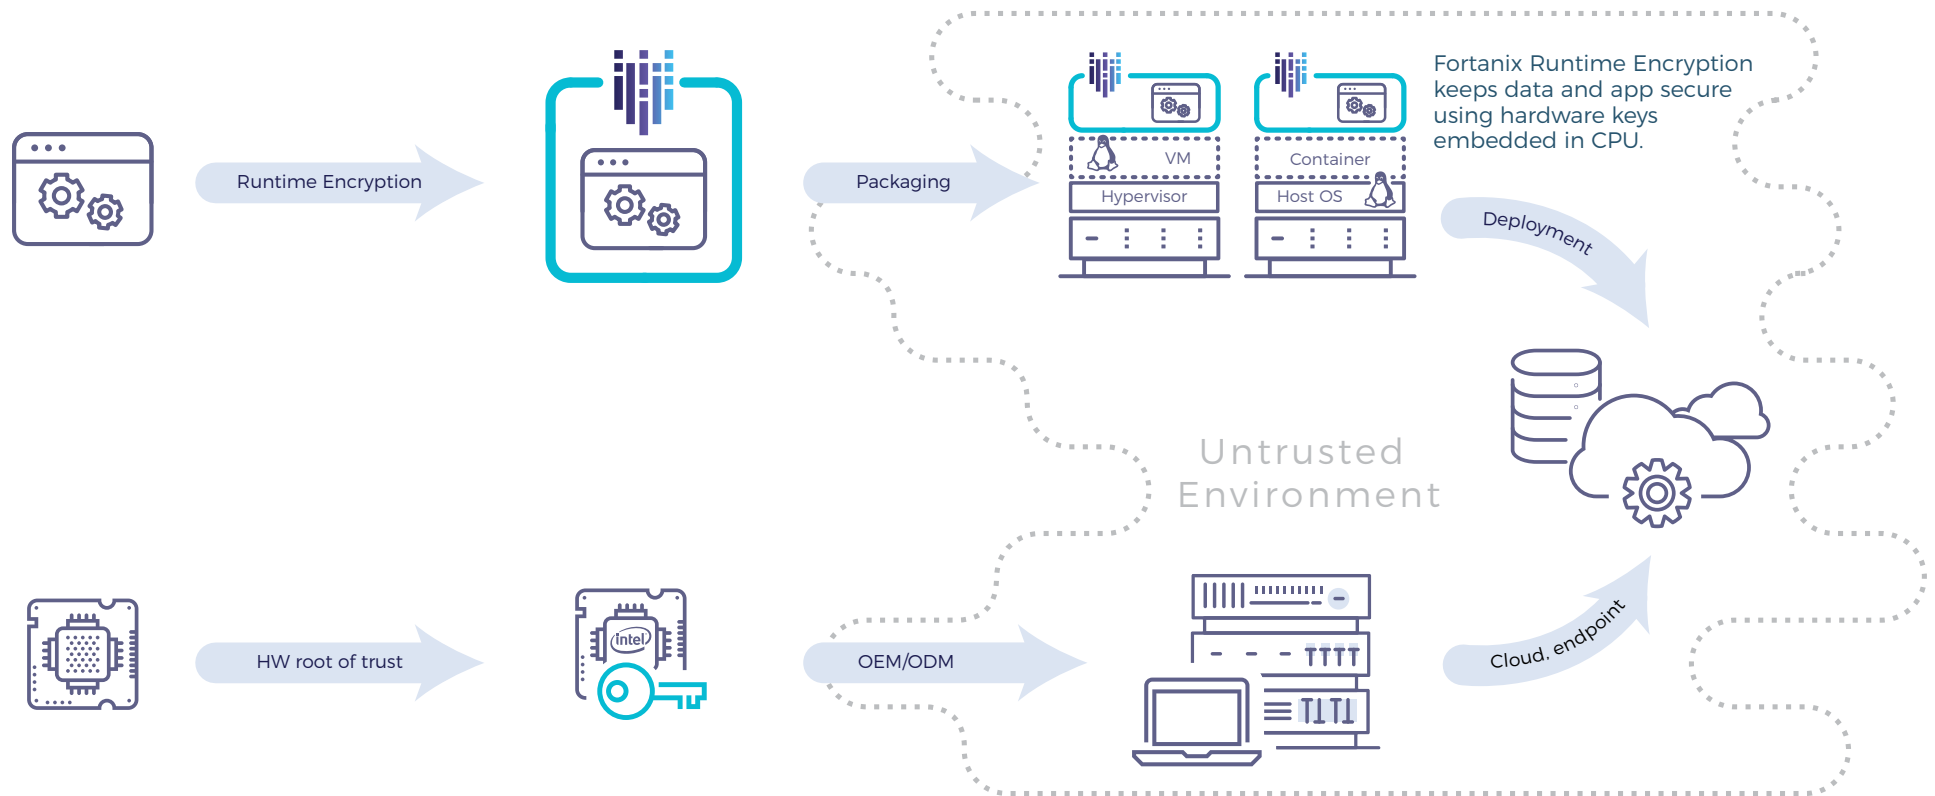 Fortanix Runtime Encryption
keeps data and app secure
using hardware keys
embedded in CPU.
Runtime Encryption
Packaging
VM
Hypervisor
Container
Host OS
Deployment
Untrusted
Environment
HW root of trust
intel
OEM/ODM
Cloud, endpoint